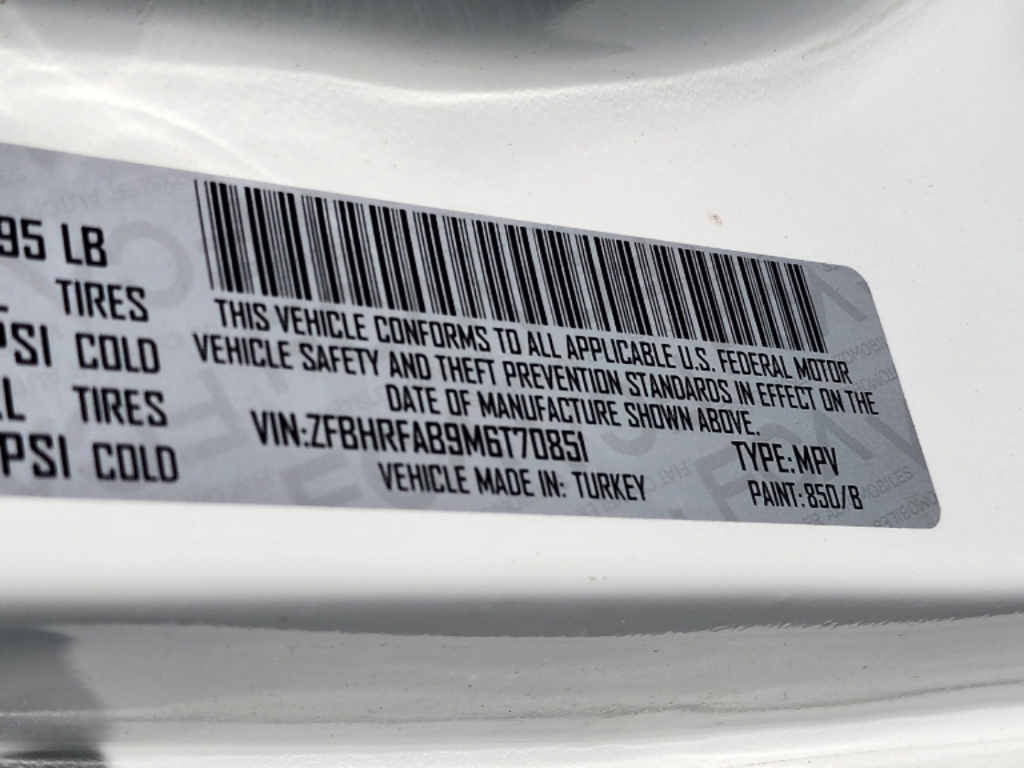 95 LB
L TIRES
PSI COLD
L TIRES
PSI COLD
THIS VEHICLE CONFORMS TO ALL APPLICABLE U.S. FEDERAL MOTOR
VEHICLE SAFETY AND THEFT PREVENTION STANDARDS IN EFFECT ON THE
DATE OF MANUFACTURE SHOWN ABOVE.
VIN:ZFBHRFAB9M6T70851
TYPE:MPV
VEHICLE MADE IN: TURKEY
PAINT: 850/B